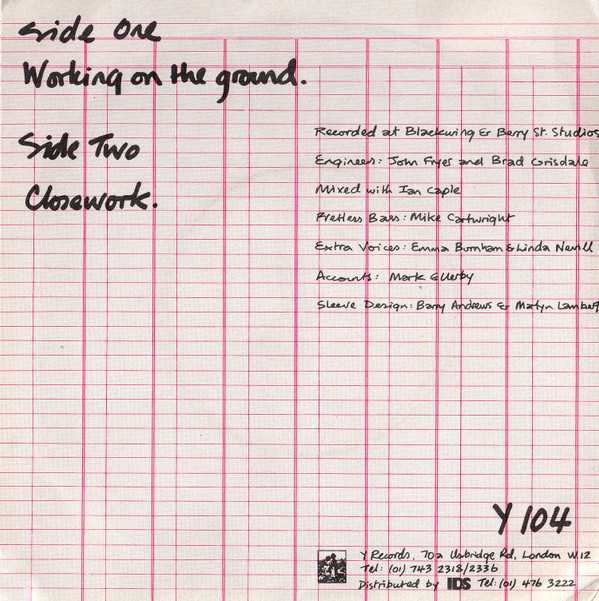 Side One
Working on the ground.
Side Two
Closework.
Recorded at Blackwing & Berry St. Studios
Engineers: John Fryer and Brad Grisdale
Mixed with Ian Caple
Fretless Bass: Mike Cartwright
Extra Voices: Emma Burnham & Linda Nevill
Accounts: Mark Ellerby
Sleeve Design: Barry Andrews & Martyn Lambert
Y 104
Y Records, 70a Uxbridge Rd, London W.12
Tel: (01) 743 2318/2336
Distributed by IDS Tel: (01) 476 3222